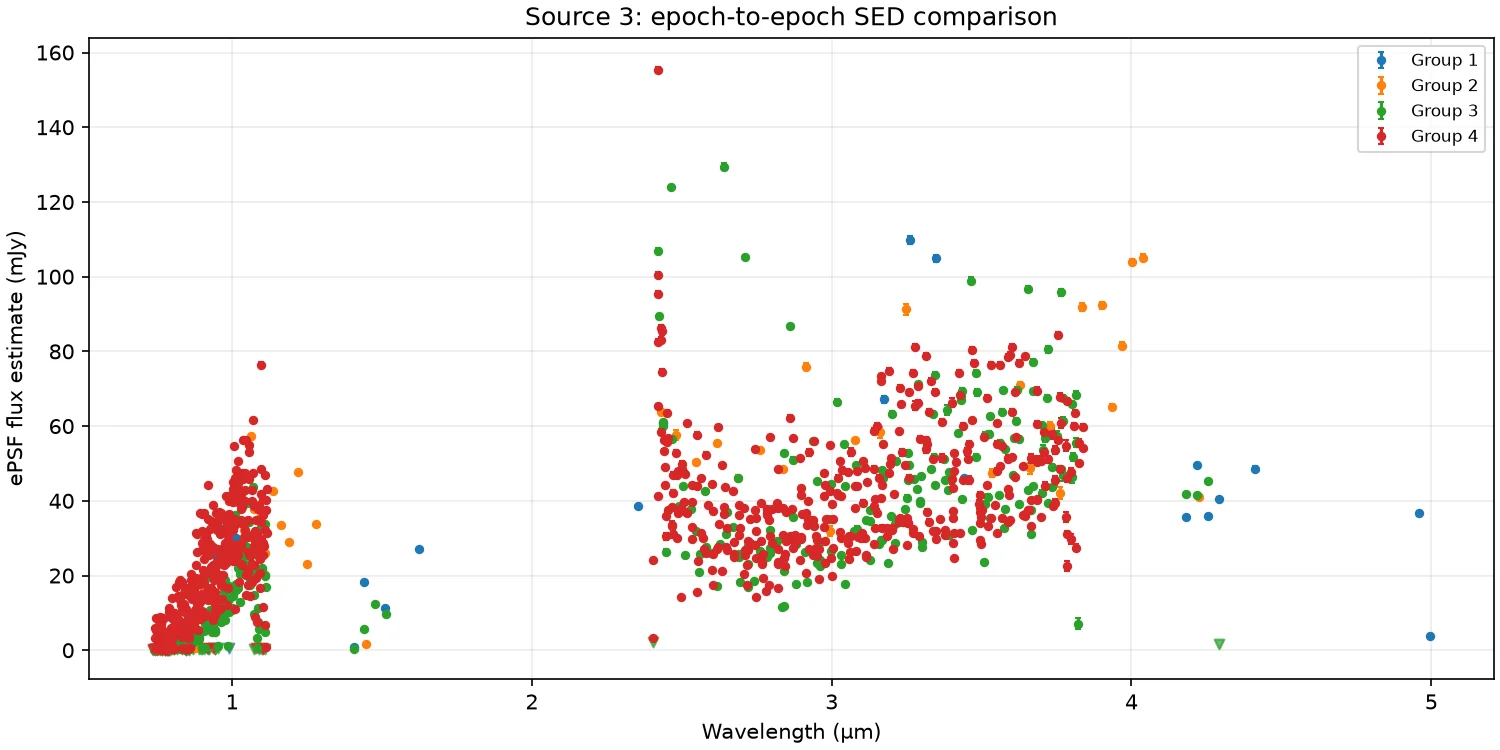 Source 3: epoch-to-epoch SED comparison
160
140
120
100
80
60
40
20
0
ePSF flux estimate (mJy)
Group 1
Group 2
Group 3
Group 4
1
2
3
4
5
Wavelength (µm)